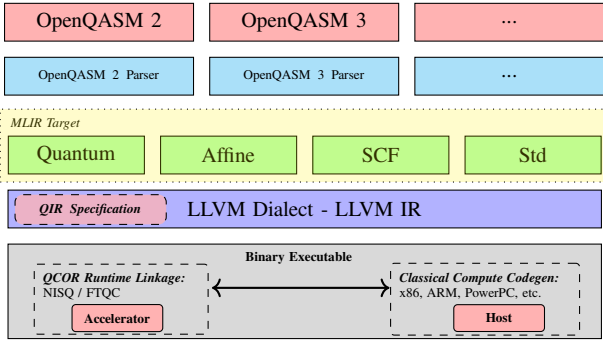 OpenQASM 2 OpenQASM 3 ...
OpenQASM 2 Parser OpenQASM 3 Parser ...
MLIR Target
Quantum Affine SCF Std
QIR Specification LLVM Dialect - LLVM IR
Binary Executable
QCOR Runtime Linkage: Classical Compute Codegen:
NISQ / FTQC x86, ARM, PowerPC, etc.
Accelerator Host